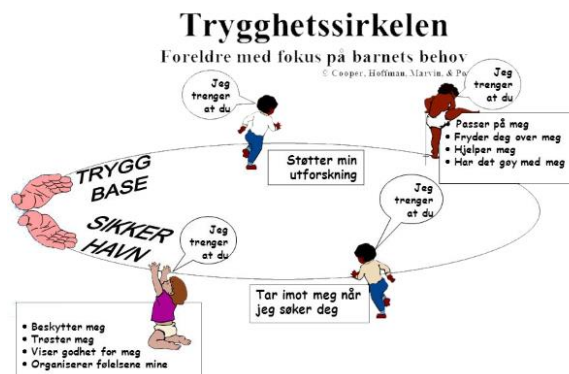 Trygghetssirkelen
Foreldre med fokus på barnets behov
© Cooper, Hoffman, Marvin, & Po
Jeg
trenger
at du
Støtter min
utforskning
Jeg
trenger
at du
• Passer på meg
• Fryder deg over meg
• Hjelper meg
• Har det gøy med meg
TRYGG
BASE
SIKKER
HAVN
Jeg
trenger
at du
Tar imot meg når
jeg søker deg
Jeg
trenger
at du
• Beskytter meg
• Trøster meg
• Viser godhet for meg
• Organiserer følelsene mine